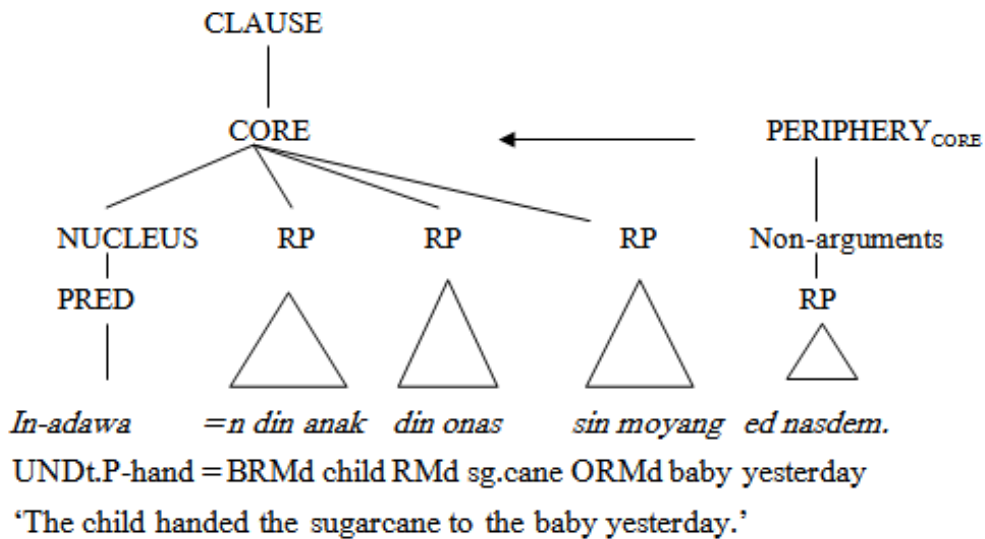 CLAUSE
CORE PERIPHERYCORE
NUCLEUS RP RP RP Non-arguments
PRED RP
In-adawa =n din anak din onas sin moyang ed nasdem.
UNDt.P-hand =BRMd child RMd sg.cane ORMd baby yesterday
‘The child handed the sugarcane to the baby yesterday.’